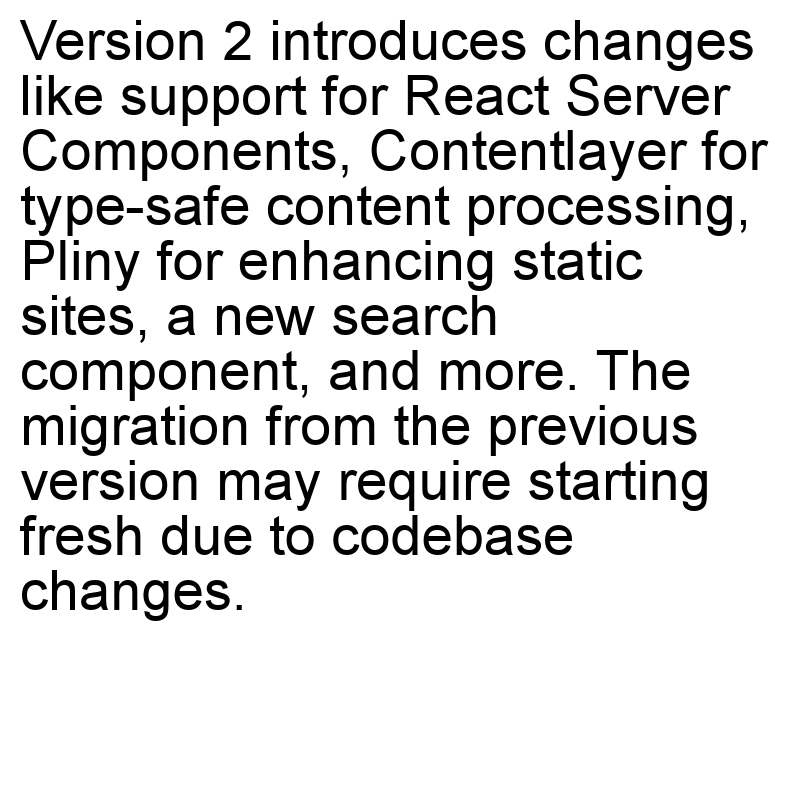 Version 2 introduces changes
like support for React Server
Components, Contentlayer for
type-safe content processing,
Pliny for enhancing static
sites, a new search
component, and more. The
migration from the previous
version may require starting
fresh due to codebase
changes.